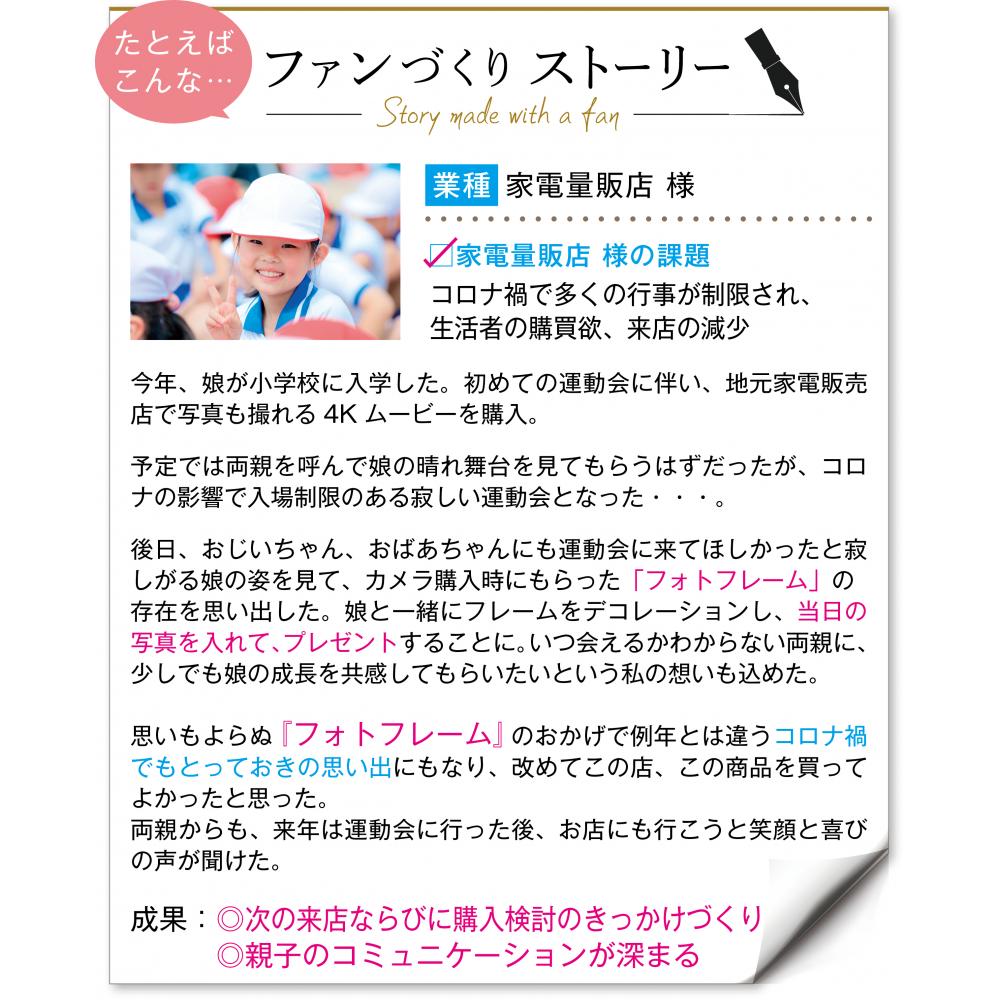 たとえば
こんな…
ファンづくり ストーリー
Story made with a fan
業種 家電量販店 様
家電量販店 様の課題
コロナ禍で多くの行事が制限され、
生活者の購買欲、来店の減少
今年、娘が小学校に入学した。初めての運動会に伴い、地元家電販売
店で写真も撮れる 4K ムービーを購入。
予定では両親を呼んで娘の晴れ舞台を見てもらうはずだったが、コロ
ナの影響で入場制限のある寂しい運動会となった・・・。
後日、おじいちゃん、おばあちゃんにも運動会に来てほしかったと寂
しがる娘の姿を見て、カメラ購入時にもらった「フォトフレーム」の
存在を思い出した。娘と一緒にフレームをデコレーションし、当日の
写真を入れて、プレゼントすることに。いつ会えるかわからない両親に、
少しでも娘の成長を共感してもらいたいという私の想いも込めた。
思いもよらぬ『フォトフレーム』のおかげで例年とは違うコロナ禍
でもとっておきの思い出にもなり、改めてこの店、この商品を買って
よかったと思った。
両親からも、来年は運動会に行った後、お店にも行こうと笑顔と喜び
の声が聞けた。
成果：◎次の来店ならびに購入検討のきっかけづくり
◎親子のコミュニケーションが深まる